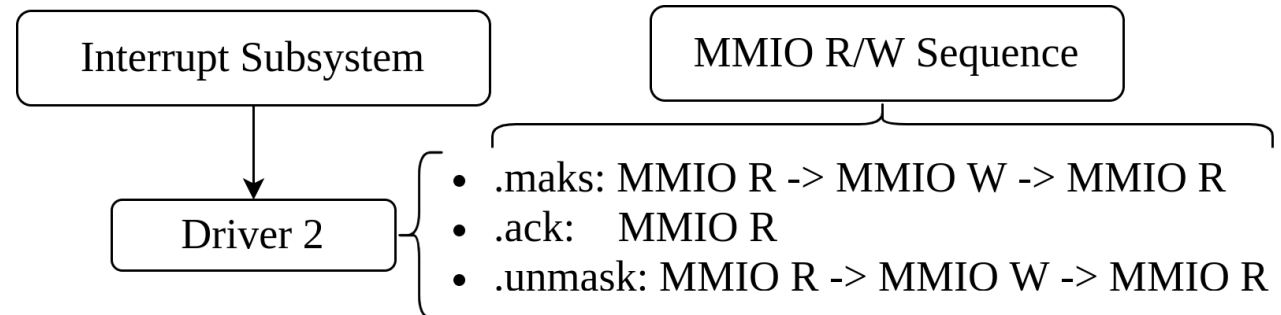 Interrupt Subsystem
MMIO R/W Sequence
Driver 2
• .maks: MMIO R -> MMIO W -> MMIO R
• .ack: MMIO R
• .unmask: MMIO R -> MMIO W -> MMIO R